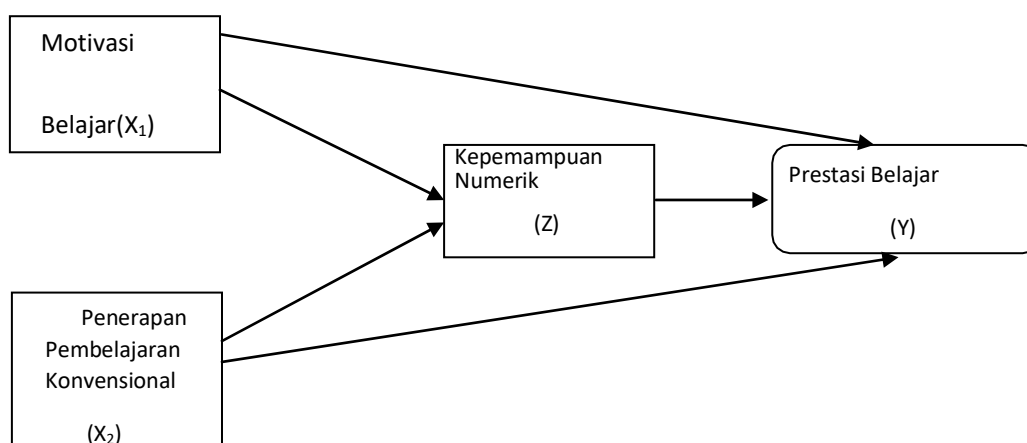 Motivasi
Belajar(X₁)
Kepemampuan
Numerik
(Z)
Prestasi Belajar
(Y)
Penerapan
Pembelajaran
Konvensional
(X₂)